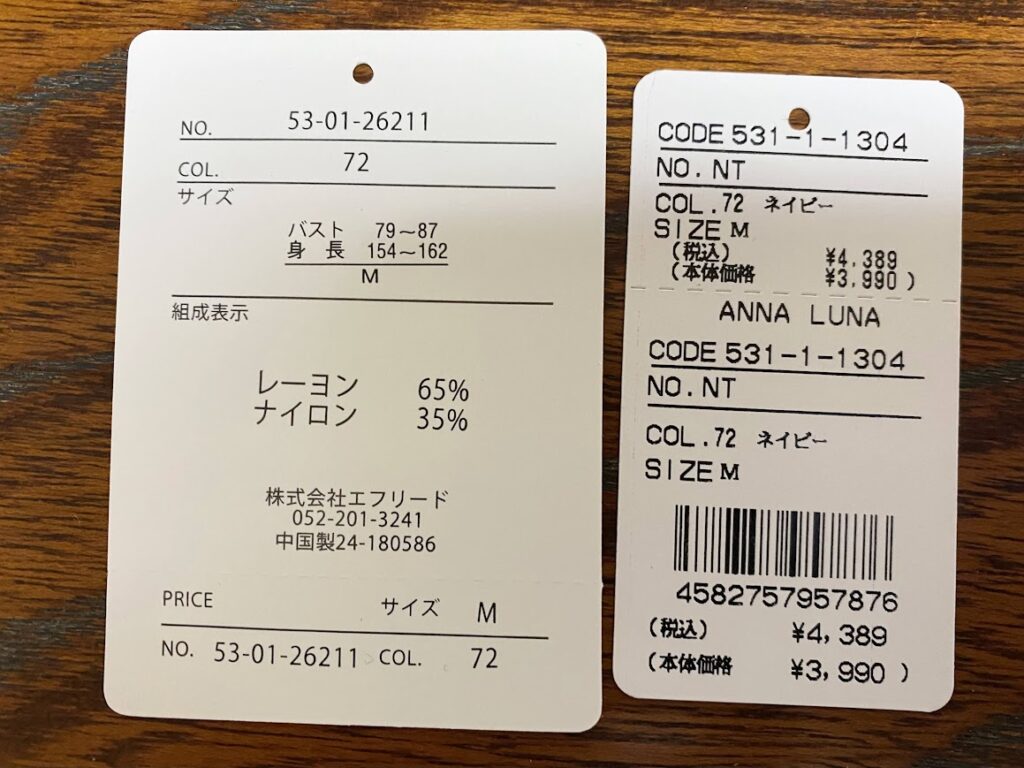 NO. 53-01-26211
COL. 72
サイズ
バスト 79～87
身 長 154～162
M
組成表示
レーヨン 65%
ナイロン 35%
株式会社エフリード
052-201-3241
中国製24-180586
PRICE サイズ M
NO. 53-01-26211 COL. 72
CODE 531-1-1304
NO. NT
COL.72 ネイビー
SIZE M
(税込) ¥4,389
(本体価格 ¥3,990 )
ANNA LUNA
CODE 531-1-1304
NO. NT
COL.72 ネイビー
SIZE M
4582757957876
(税込) ¥4,389
(本体価格 ¥3,990 )